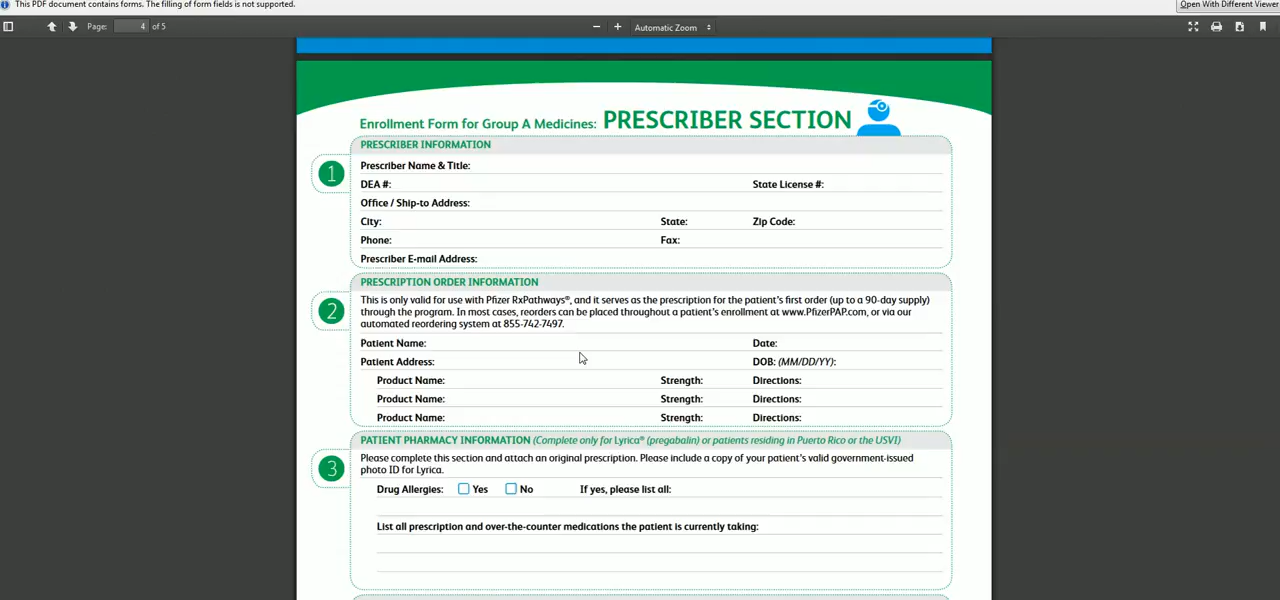 This PDF document contains forms. The filling of form fields is not supported.
Open With Different Viewer
Page: 4 of 5
Automatic Zoom
Enrollment Form for Group A Medicines: PRESCRIBER SECTION
PRESCRIBER INFORMATION
1
Prescriber Name & Title:
DEA #: State License #:
Office / Ship-to Address:
City: State: Zip Code:
Phone: Fax:
Prescriber E-mail Address:
PRESCRIPTION ORDER INFORMATION
2
This is only valid for use with Pfizer RxPathways®, and it serves as the prescription for the patient's first order (up to a 90-day supply)
through the program. In most cases, reorders can be placed throughout a patient's enrollment at www.PfizerPAP.com, or via our
automated reordering system at 855-742-7497.
Patient Name: Date:
Patient Address: DOB: (MM/DD/YY):
Product Name: Strength: Directions:
Product Name: Strength: Directions:
Product Name: Strength: Directions:
PATIENT PHARMACY INFORMATION (Complete only for Lyrica® (pregabalin) or patients residing in Puerto Rico or the USVI)
3
Please complete this section and attach an original prescription. Please include a copy of your patient's valid government-issued
photo ID for Lyrica.
Drug Allergies: Yes No If yes, please list all:
List all prescription and over-the-counter medications the patient is currently taking: